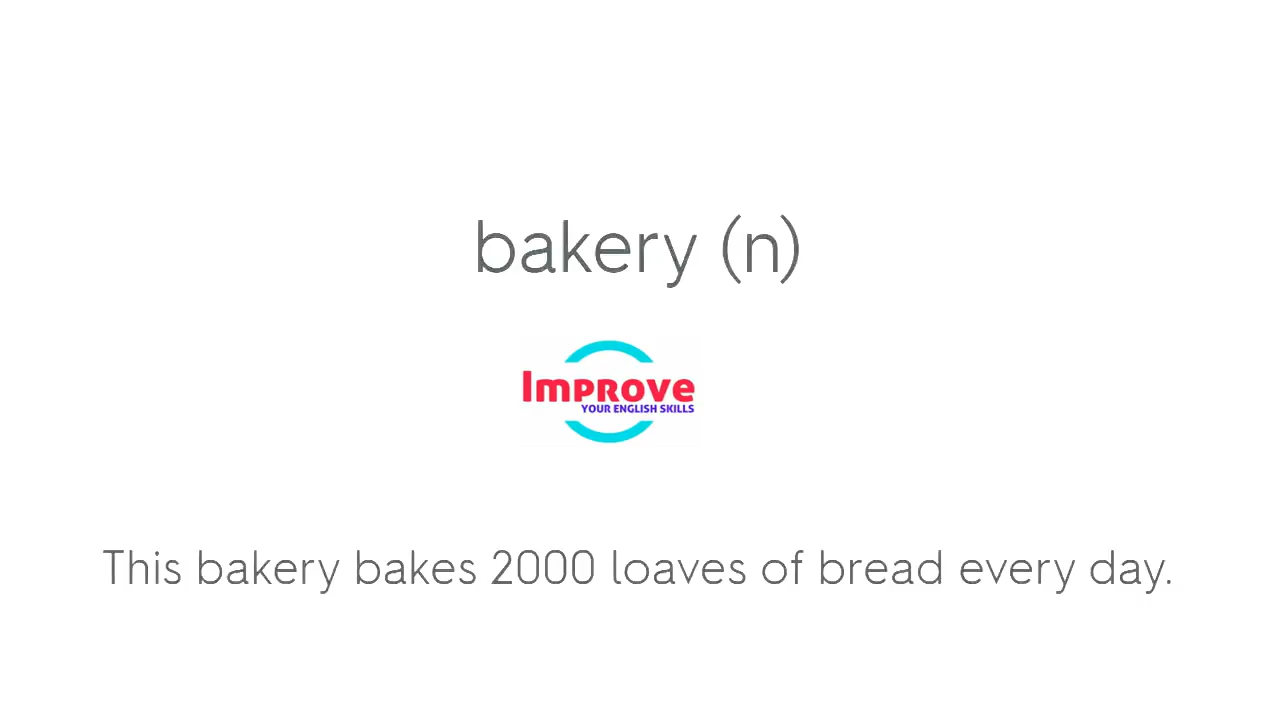 bakery (n)
Improve
YOUR ENGLISH SKILLS
This bakery bakes 2000 loaves of bread every day.